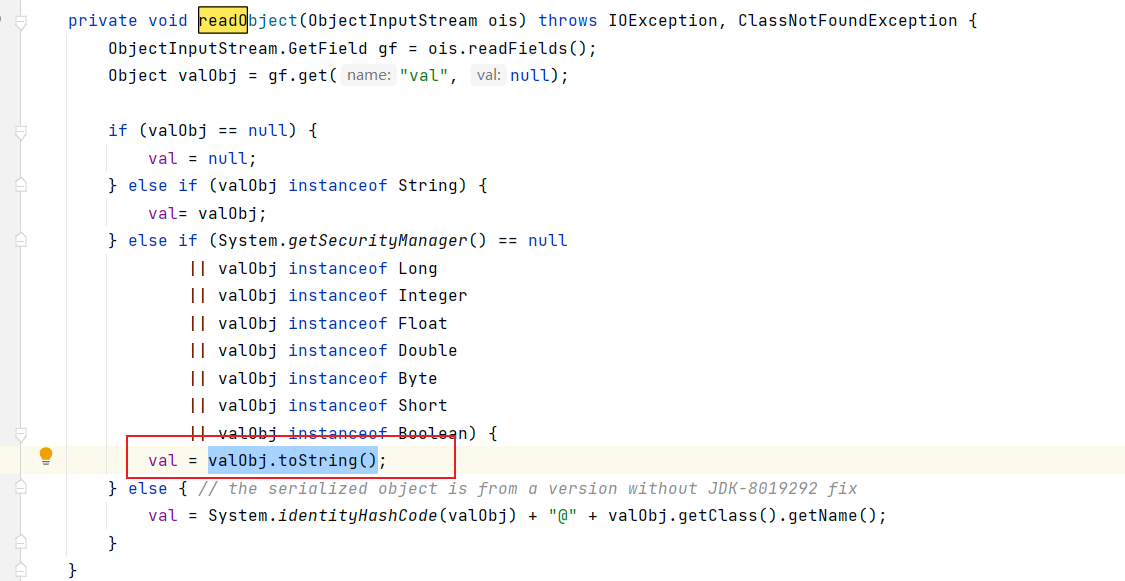 private void readObject(ObjectInputStream ois) throws IOException, ClassNotFoundException {
    ObjectInputStream.GetField gf = ois.readFields();
    Object valObj = gf.get( name: "val", val: null);
    if (valObj == null) {
        val = null;
    } else if (valObj instanceof String) {
        val= valObj;
    } else if (System.getSecurityManager() == null
            || valObj instanceof Long
            || valObj instanceof Integer
            || valObj instanceof Float
            || valObj instanceof Double
            || valObj instanceof Byte
            || valObj instanceof Short
            || valObj instanceof Boolean) {
        val = valObj.toString();
    } else { // the serialized object is from a version without JDK-8019292 fix
        val = System.identityHashCode(valObj) + "@" + valObj.getClass().getName();
    }
}